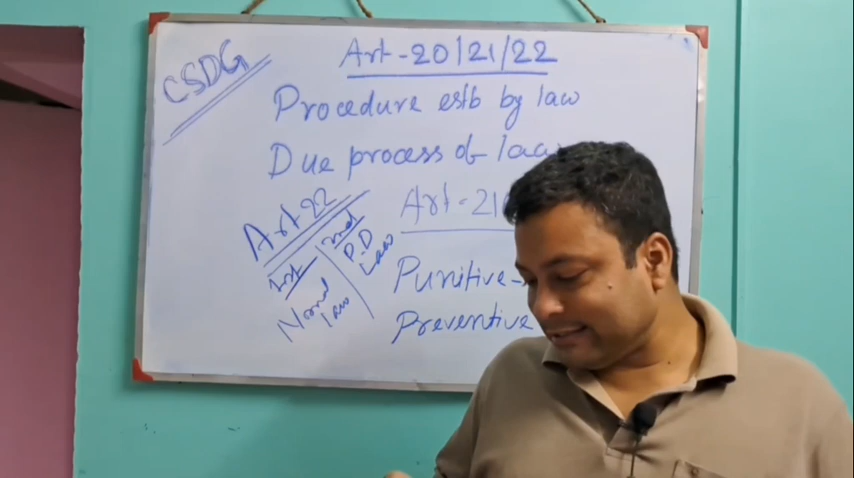 CSDG
Art - 20/21/22
Procedure estb by law
Due process of law
Art - 21
Art 22
1st
2nd
P.D
Law
Law
Punitive -
Preventive